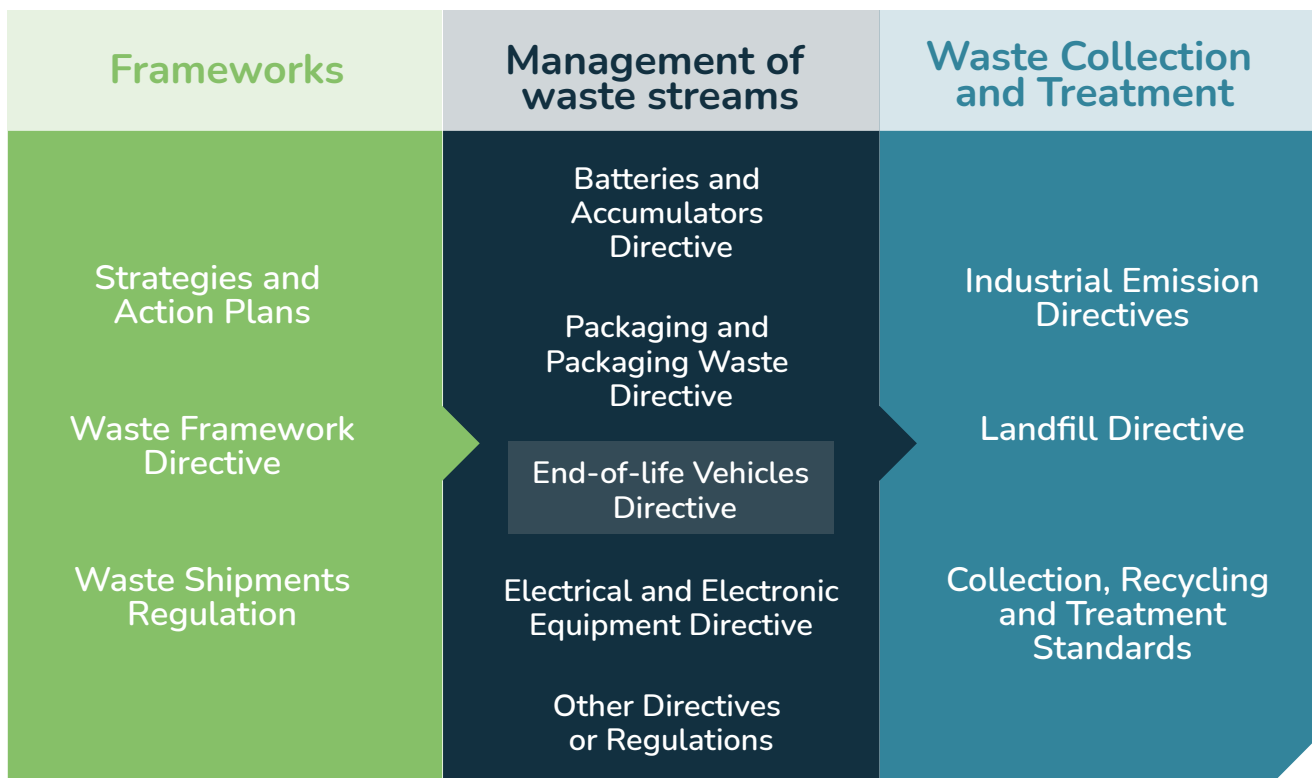 Frameworks
Strategies and
Action Plans
Waste Framework
Directive
Waste Shipments
Regulation
Management of
waste streams
Batteries and
Accumulators
Directive
Packaging and
Packaging Waste
Directive
End-of-life Vehicles
Directive
Electrical and Electronic
Equipment Directive
Other Directives
or Regulations
Waste Collection
and Treatment
Industrial Emission
Directives
Landfill Directive
Collection, Recycling
and Treatment
Standards